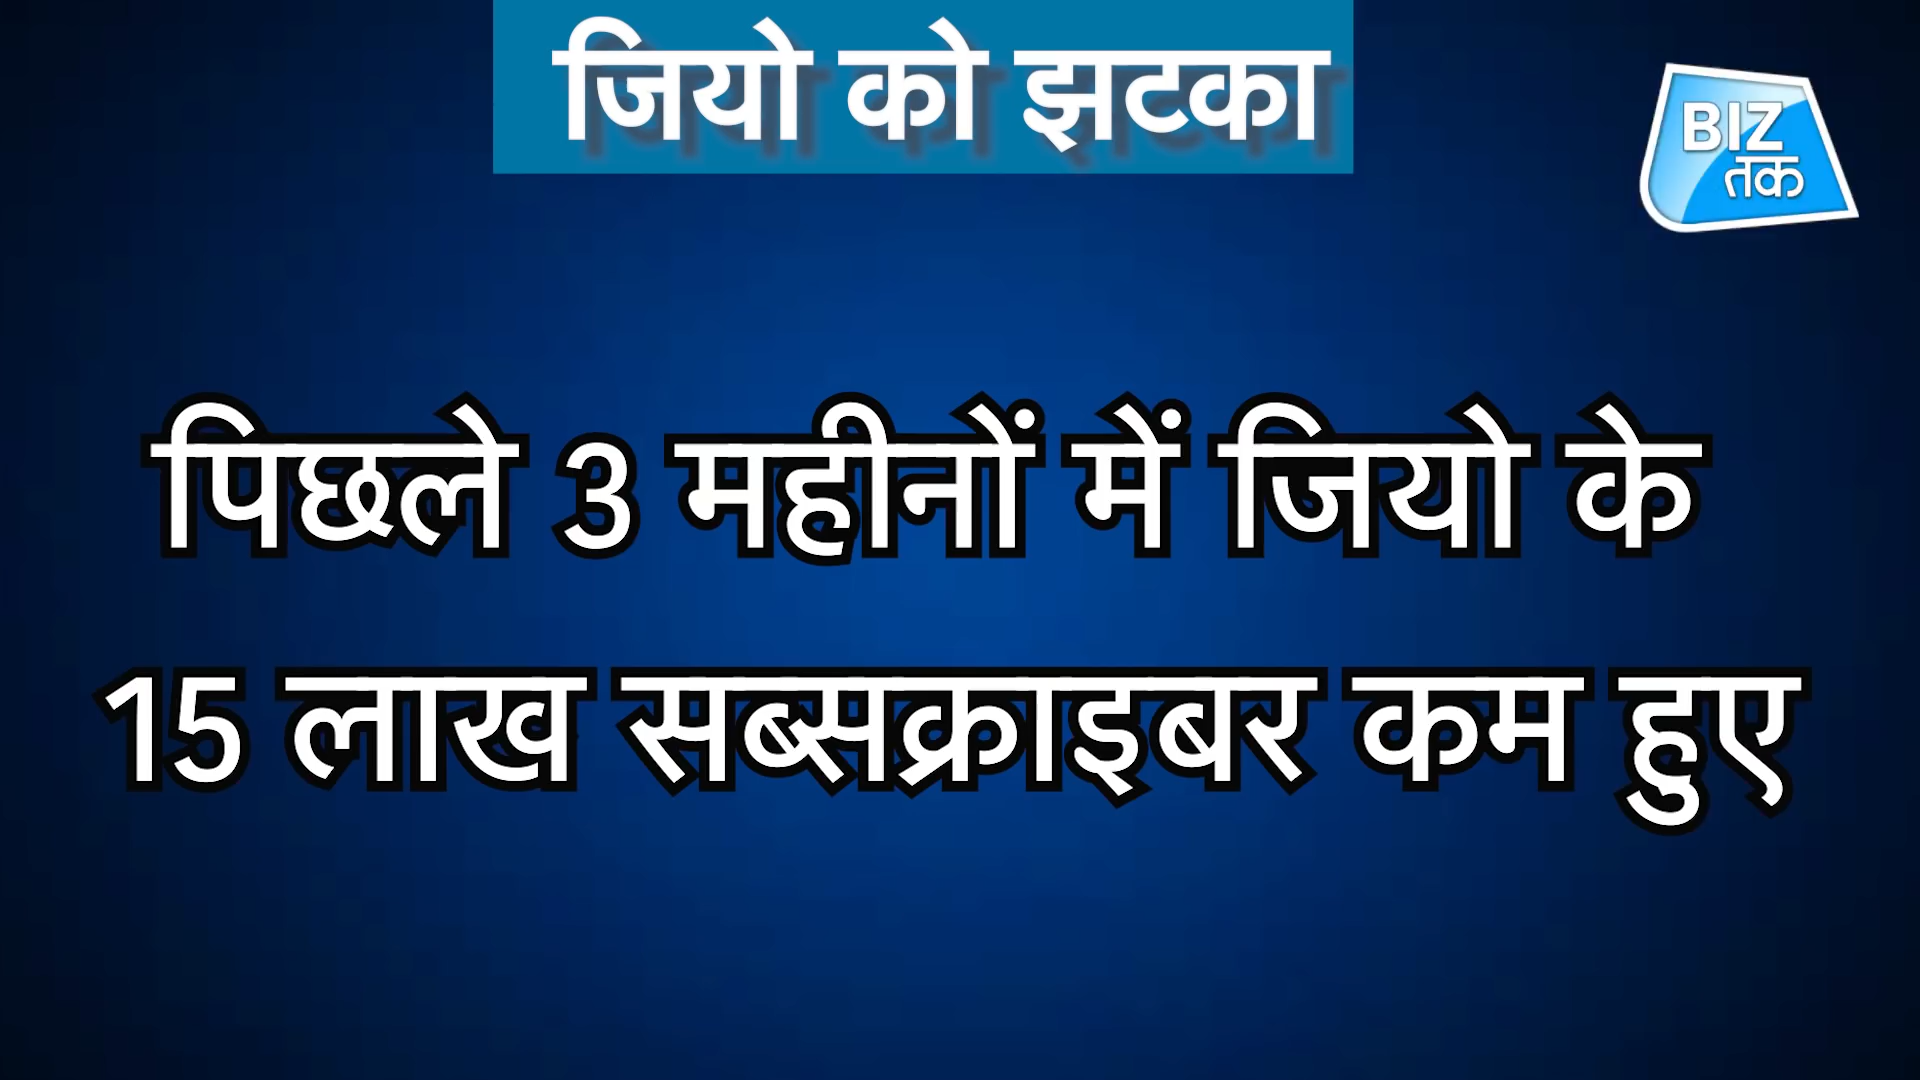 जियो को झटका
BIZ
तक
पिछले 3 महीनों में जियो के
15 लाख सब्सक्राइबर कम हुए